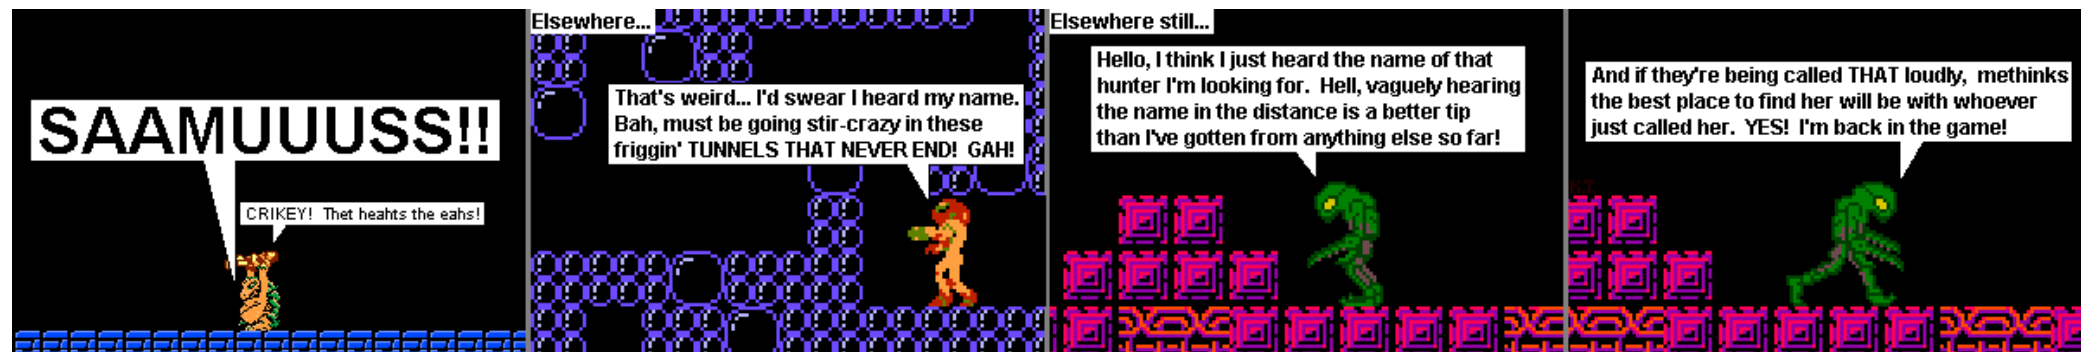 SAAMUUUSS!!
CRIKEY!  Thet heahts the eahs!
Elsewhere...
That's weird... I'd swear I heard my name.
Bah, must be going stir-crazy in these
friggin' TUNNELS THAT NEVER END!  GAH!
Elsewhere still...
Hello, I think I just heard the name of that
hunter I'm looking for.  Hell, vaguely hearing
the name in the distance is a better tip
than I've gotten from anything else so far!
And if they're being called THAT loudly,  methinks
the best place to find her will be with whoever
just called her.  YES!  I'm back in the game!